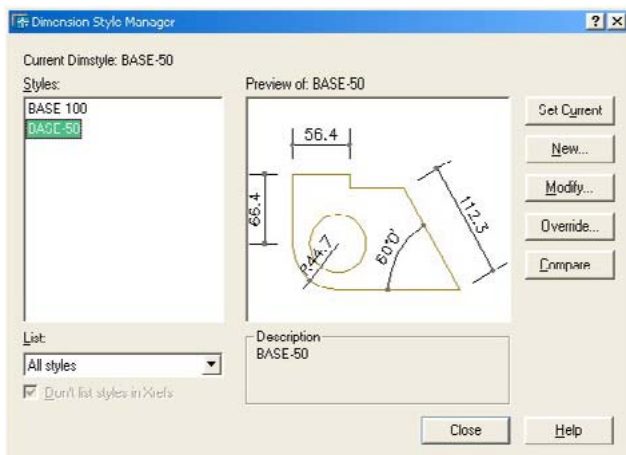 Dimension Style Manager
Current Dimstyle: BASE-50
Styles:
BASE 100
BASE-50
Preview of: BASE-50
56.4
66.4
R44.7
60°0'
112.3
Set Current
New...
Modify...
Override...
Compare
List:
All styles
Don't list styles in Xrefs
Description
BASE-50
Close
Help